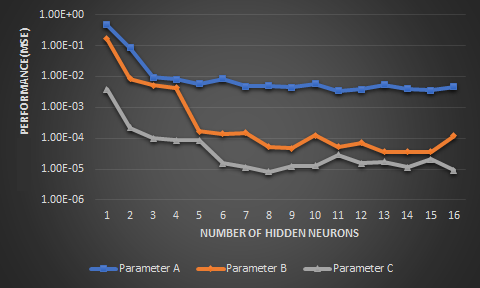 1.00E+00
1.00E-01
1.00E-02
1.00E-03
1.00E-04
1.00E-05
1.00E-06
PERFORMANCE(MSE)
1 2 3 4 5 6 7 8 9 10 11 12 13 14 15 16
NUMBER OF HIDDEN NEURONS
Parameter A Parameter B Parameter C